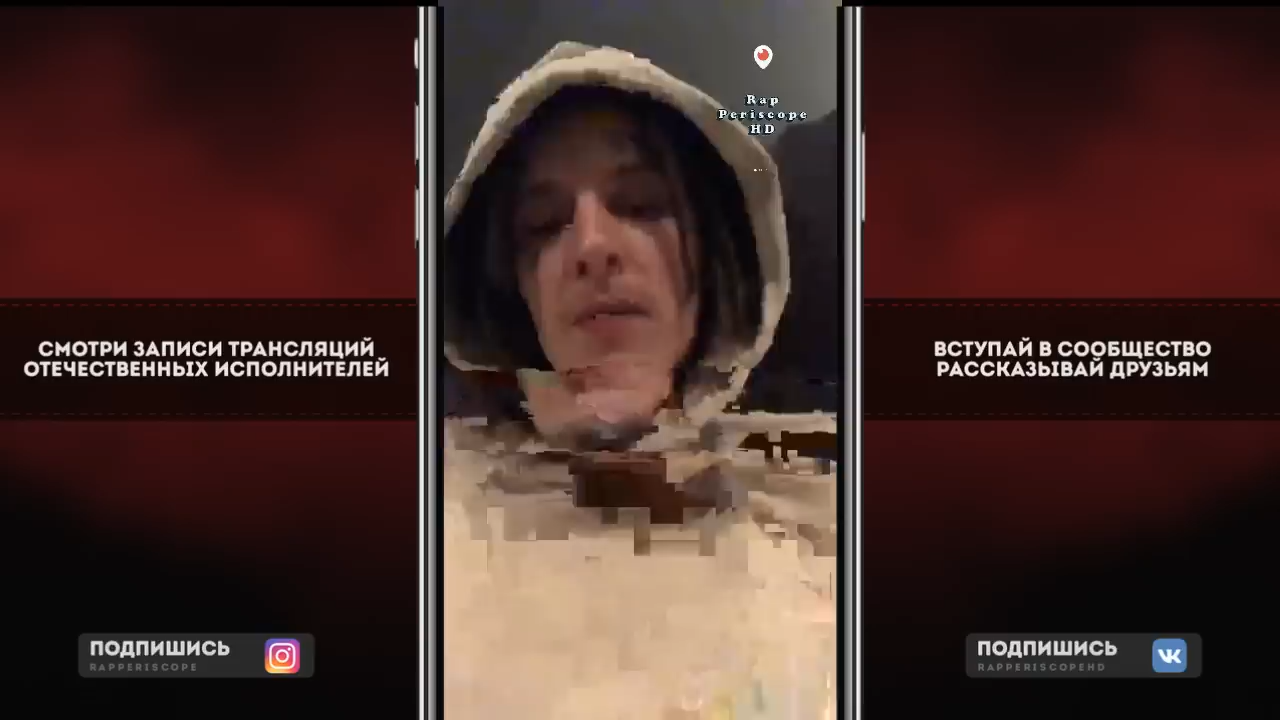 Rap
Periscope
HD
СМОТРИ ЗАПИСИ ТРАНСЛЯЦИЙ
ОТЕЧЕСТВЕННЫХ ИСПОЛНИТЕЛЕЙ
ВСТУПАЙ В СООБЩЕСТВО
РАССКАЗЫВАЙ ДРУЗЬЯМ
ПОДПИШИСЬ
RAPPERISCOPE
ПОДПИШИСЬ
RAPPERISCOPEHD